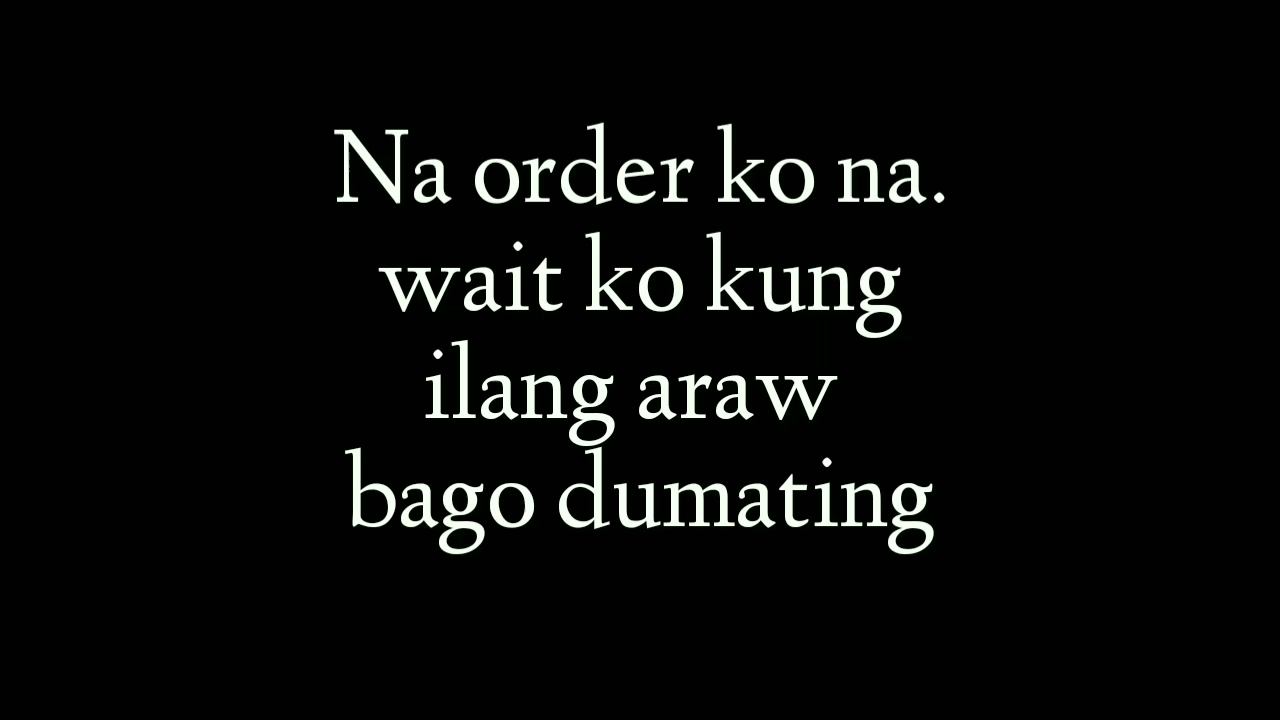 Na order ko na.
wait ko kung
ilang araw
bago dumating